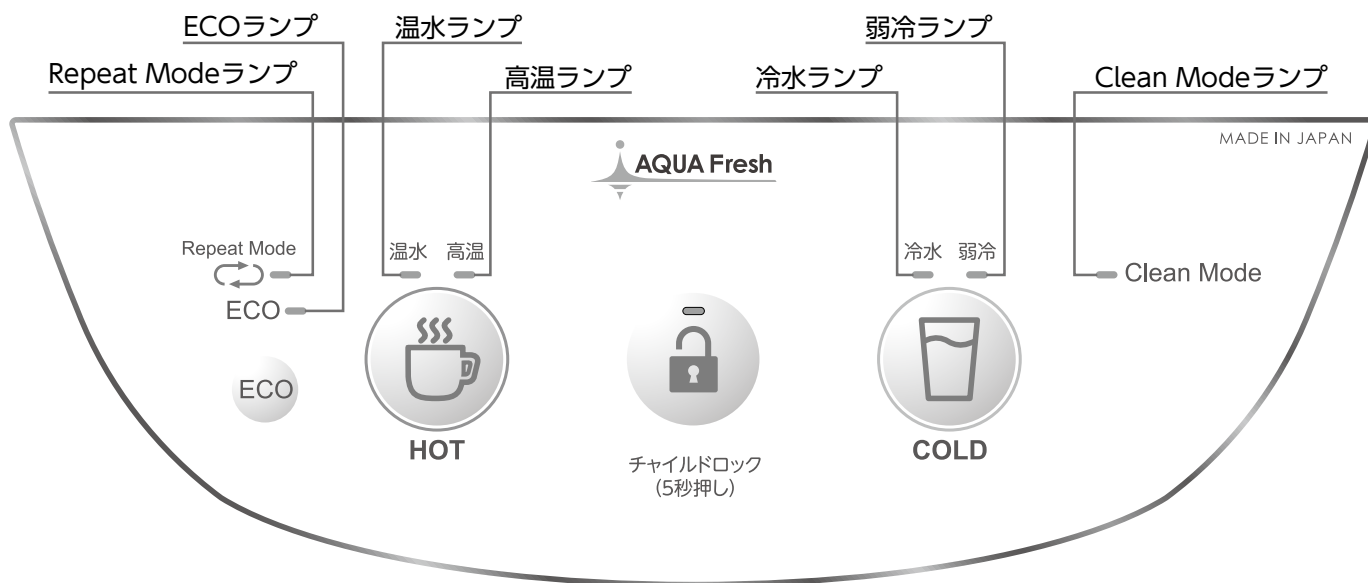 ECOランプ
温水ランプ
弱冷ランプ
Repeat Modeランプ
高温ランプ
冷水ランプ
Clean Modeランプ
MADE IN JAPAN
AQUA Fresh
Repeat Mode
温水
高温
冷水
弱冷
Clean Mode
ECO
ECO
HOT
COLD
チャイルドロック
(5秒押し)